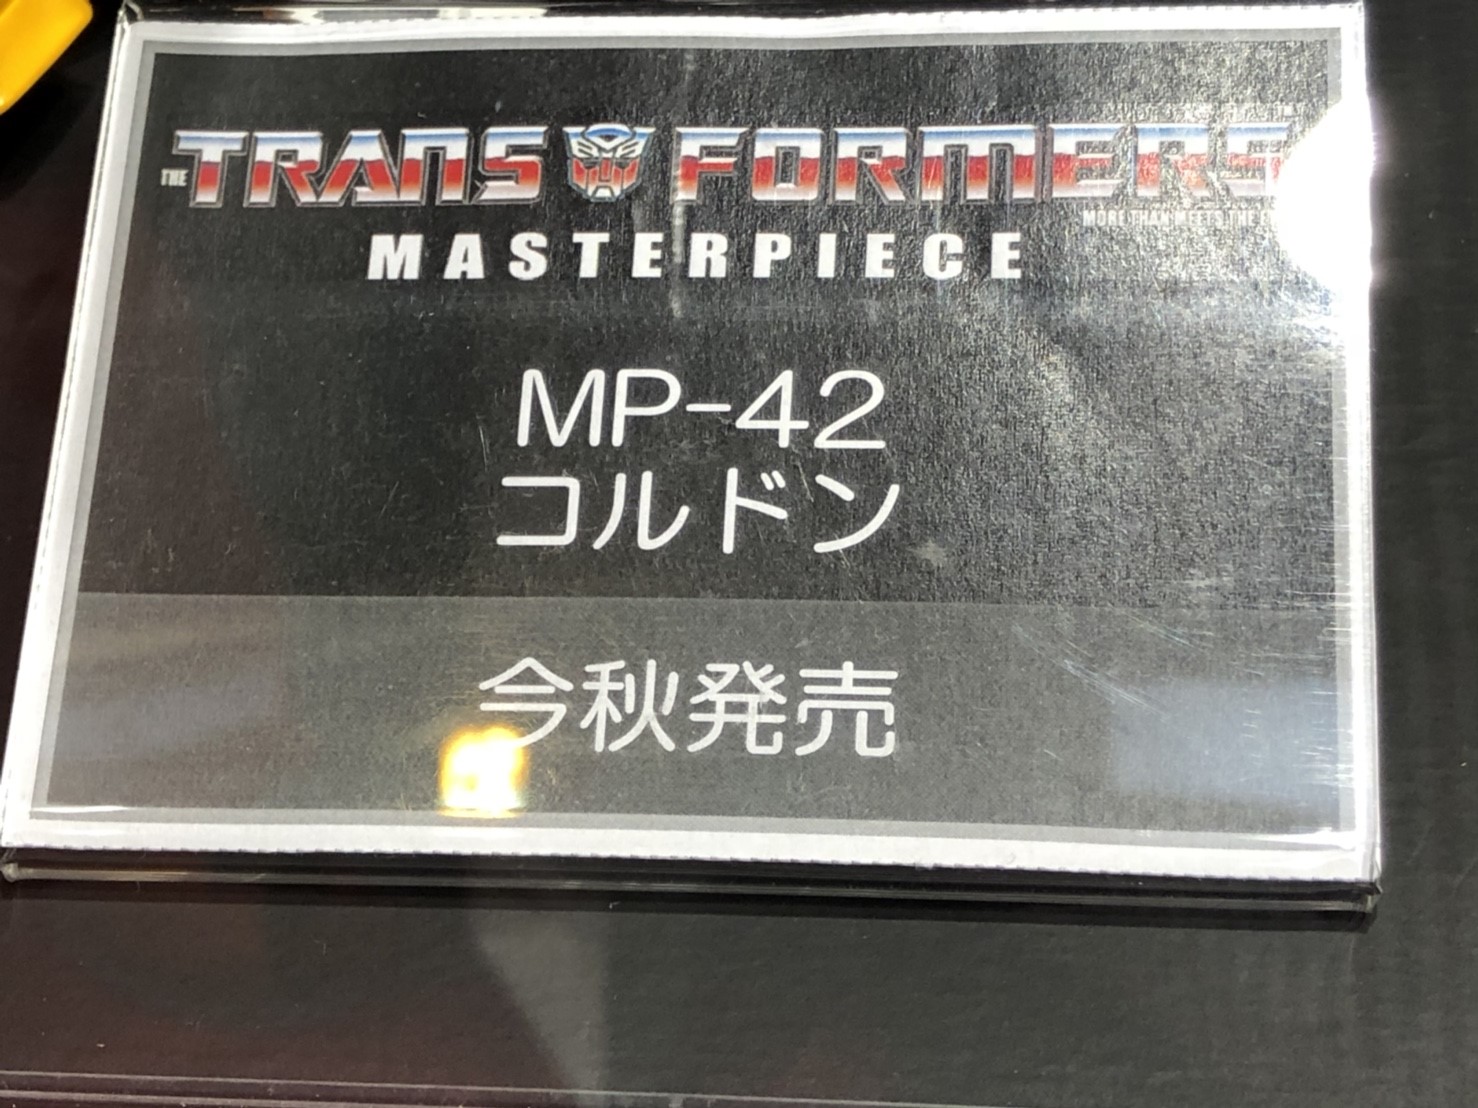 THE TRANSFORMERS
MORE THAN MEETS THE
MASTERPIECE
MP-42
コルドン
今秋発売